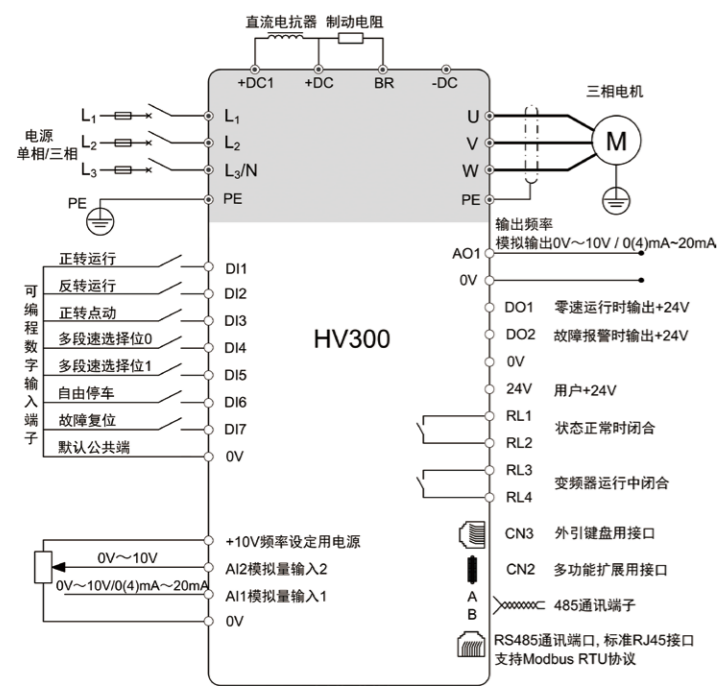 直流电抗器 制动电阻
+DC1 +DC BR -DC
三相电机
L1 L1 U
M
电源
单相/三相
L2 L2 V
L3 L3/N W
PE PE PE
输出频率
模拟输出0V～10V / 0(4)mA~20mA
AO1
0V
可编程数字输入端子
正转运行 DI1
反转运行 DI2
正转点动 DI3
多段速选择位0 DI4
多段速选择位1 DI5
自由停车 DI6
故障复位 DI7
默认公共端 0V
HV300
DO1 零速运行时输出+24V
DO2 故障报警时输出+24V
0V
24V 用户+24V
RL1
状态正常时闭合
RL2
RL3
变频器运行中闭合
RL4
+10V频率设定用电源
0V～10V AI2模拟量输入2
0V～10V/0(4)mA～20mA AI1模拟量输入1
0V
CN3 外引键盘用接口
CN2 多功能扩展用接口
A
B
485通讯端子
RS485通讯端口, 标准RJ45接口
支持Modbus RTU协议